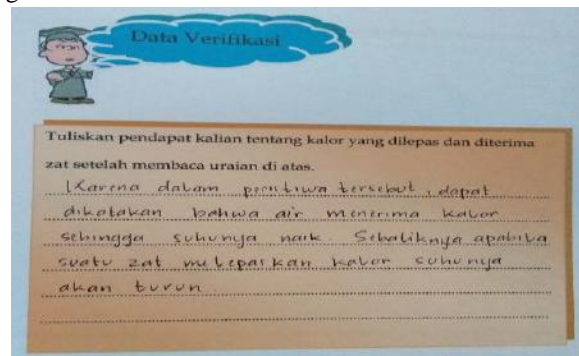 Data Verifikasi
Tuliskan pendapat kalian tentang kalor yang dilepas dan diterima
zat setelah membaca uraian di atas.
Karena dalam peristiwa tersebut, dapat
dikatakan bahwa air menerima kalor
sehingga suhunya naik. Sebaliknya apabila
suatu zat melepaskan kalor suhunya
akan turun.